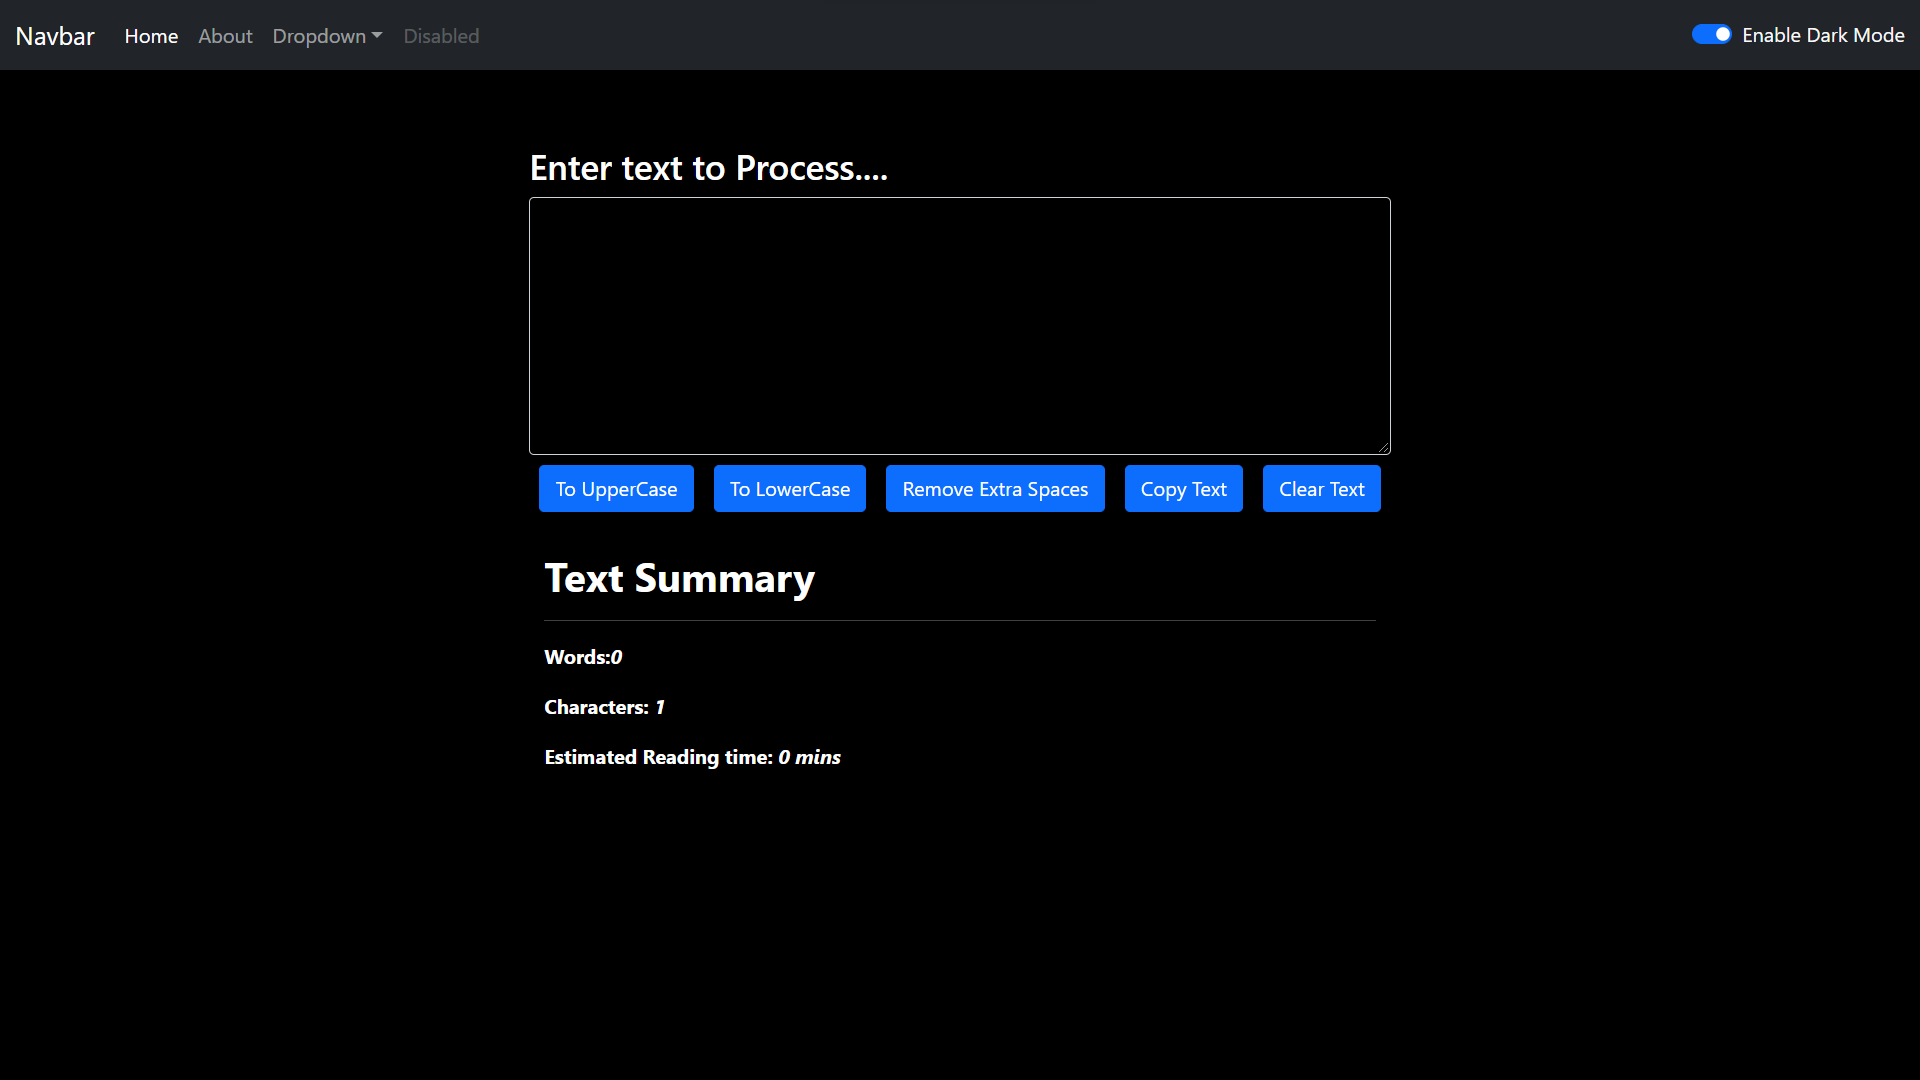 Navbar Home About Dropdown Disabled Enable Dark Mode
Enter text to Process....
To UpperCase To LowerCase Remove Extra Spaces Copy Text Clear Text
Text Summary
Words:0
Characters: 1
Estimated Reading time: 0 mins